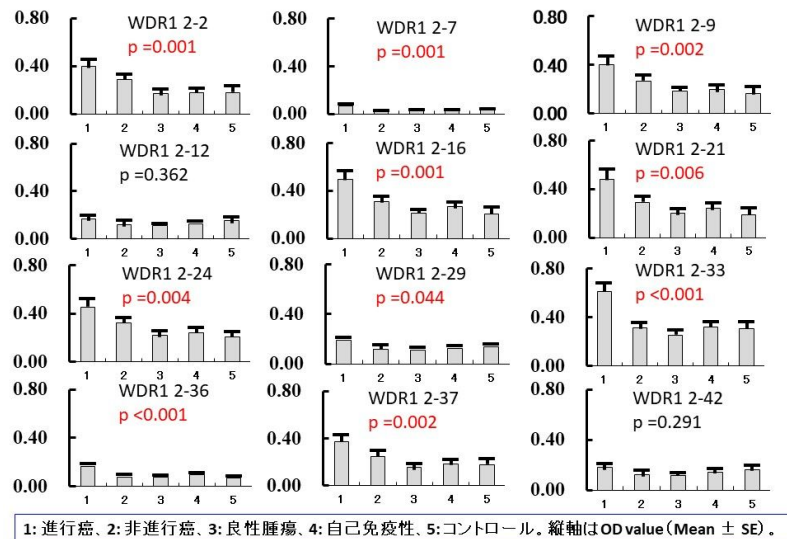 WDR1 2-2
p =0.001
0.80
0.40
0.00
1 2 3 4 5
WDR1 2-7
p =0.001
0.80
0.40
0.00
1 2 3 4 5
WDR1 2-9
p =0.002
0.80
0.40
0.00
1 2 3 4 5
WDR1 2-12
p =0.362
0.80
0.40
0.00
1 2 3 4 5
WDR1 2-16
p =0.001
0.80
0.40
0.00
1 2 3 4 5
WDR1 2-21
p =0.006
0.80
0.40
0.00
1 2 3 4 5
WDR1 2-24
p =0.004
0.80
0.40
0.00
1 2 3 4 5
WDR1 2-29
p =0.044
0.80
0.40
0.00
1 2 3 4 5
WDR1 2-33
p <0.001
0.80
0.40
0.00
1 2 3 4 5
WDR1 2-36
p <0.001
0.80
0.40
0.00
1 2 3 4 5
WDR1 2-37
p =0.002
0.80
0.40
0.00
1 2 3 4 5
WDR1 2-42
p =0.291
0.80
0.40
0.00
1 2 3 4 5
1: 進行癌、2: 非進行癌、3: 良性腫瘍、4: 自己免疫性、5: コントロール。縦軸はOD value(Mean ± SE)。